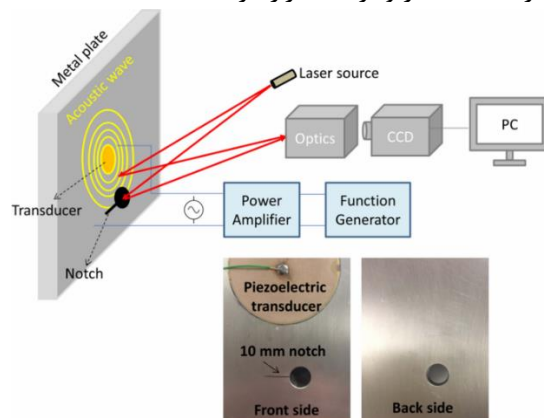 Metal plate
Acoustic wave
Laser source
Optics
CCD
PC
Transducer
Notch
Power
Amplifier
Function
Generator
Piezoelectric
transducer
10 mm notch
Front side
Back side